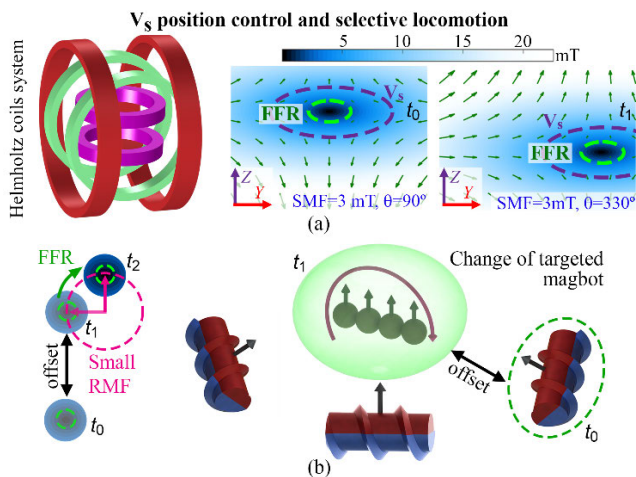 Vs position control and selective locomotion
Helmholtz coils system
5 10 15 20
mT
Vs
t0
FFR
Z
Y
SMF=3 mT, θ=90º
t1
Vs
FFR
Z
Y
SMF=3mT, θ=330º
(a)
FFR
t2
t1
offset
Small
RMF
t0
t1
Change of targeted
magbot
offset
t0
(b)